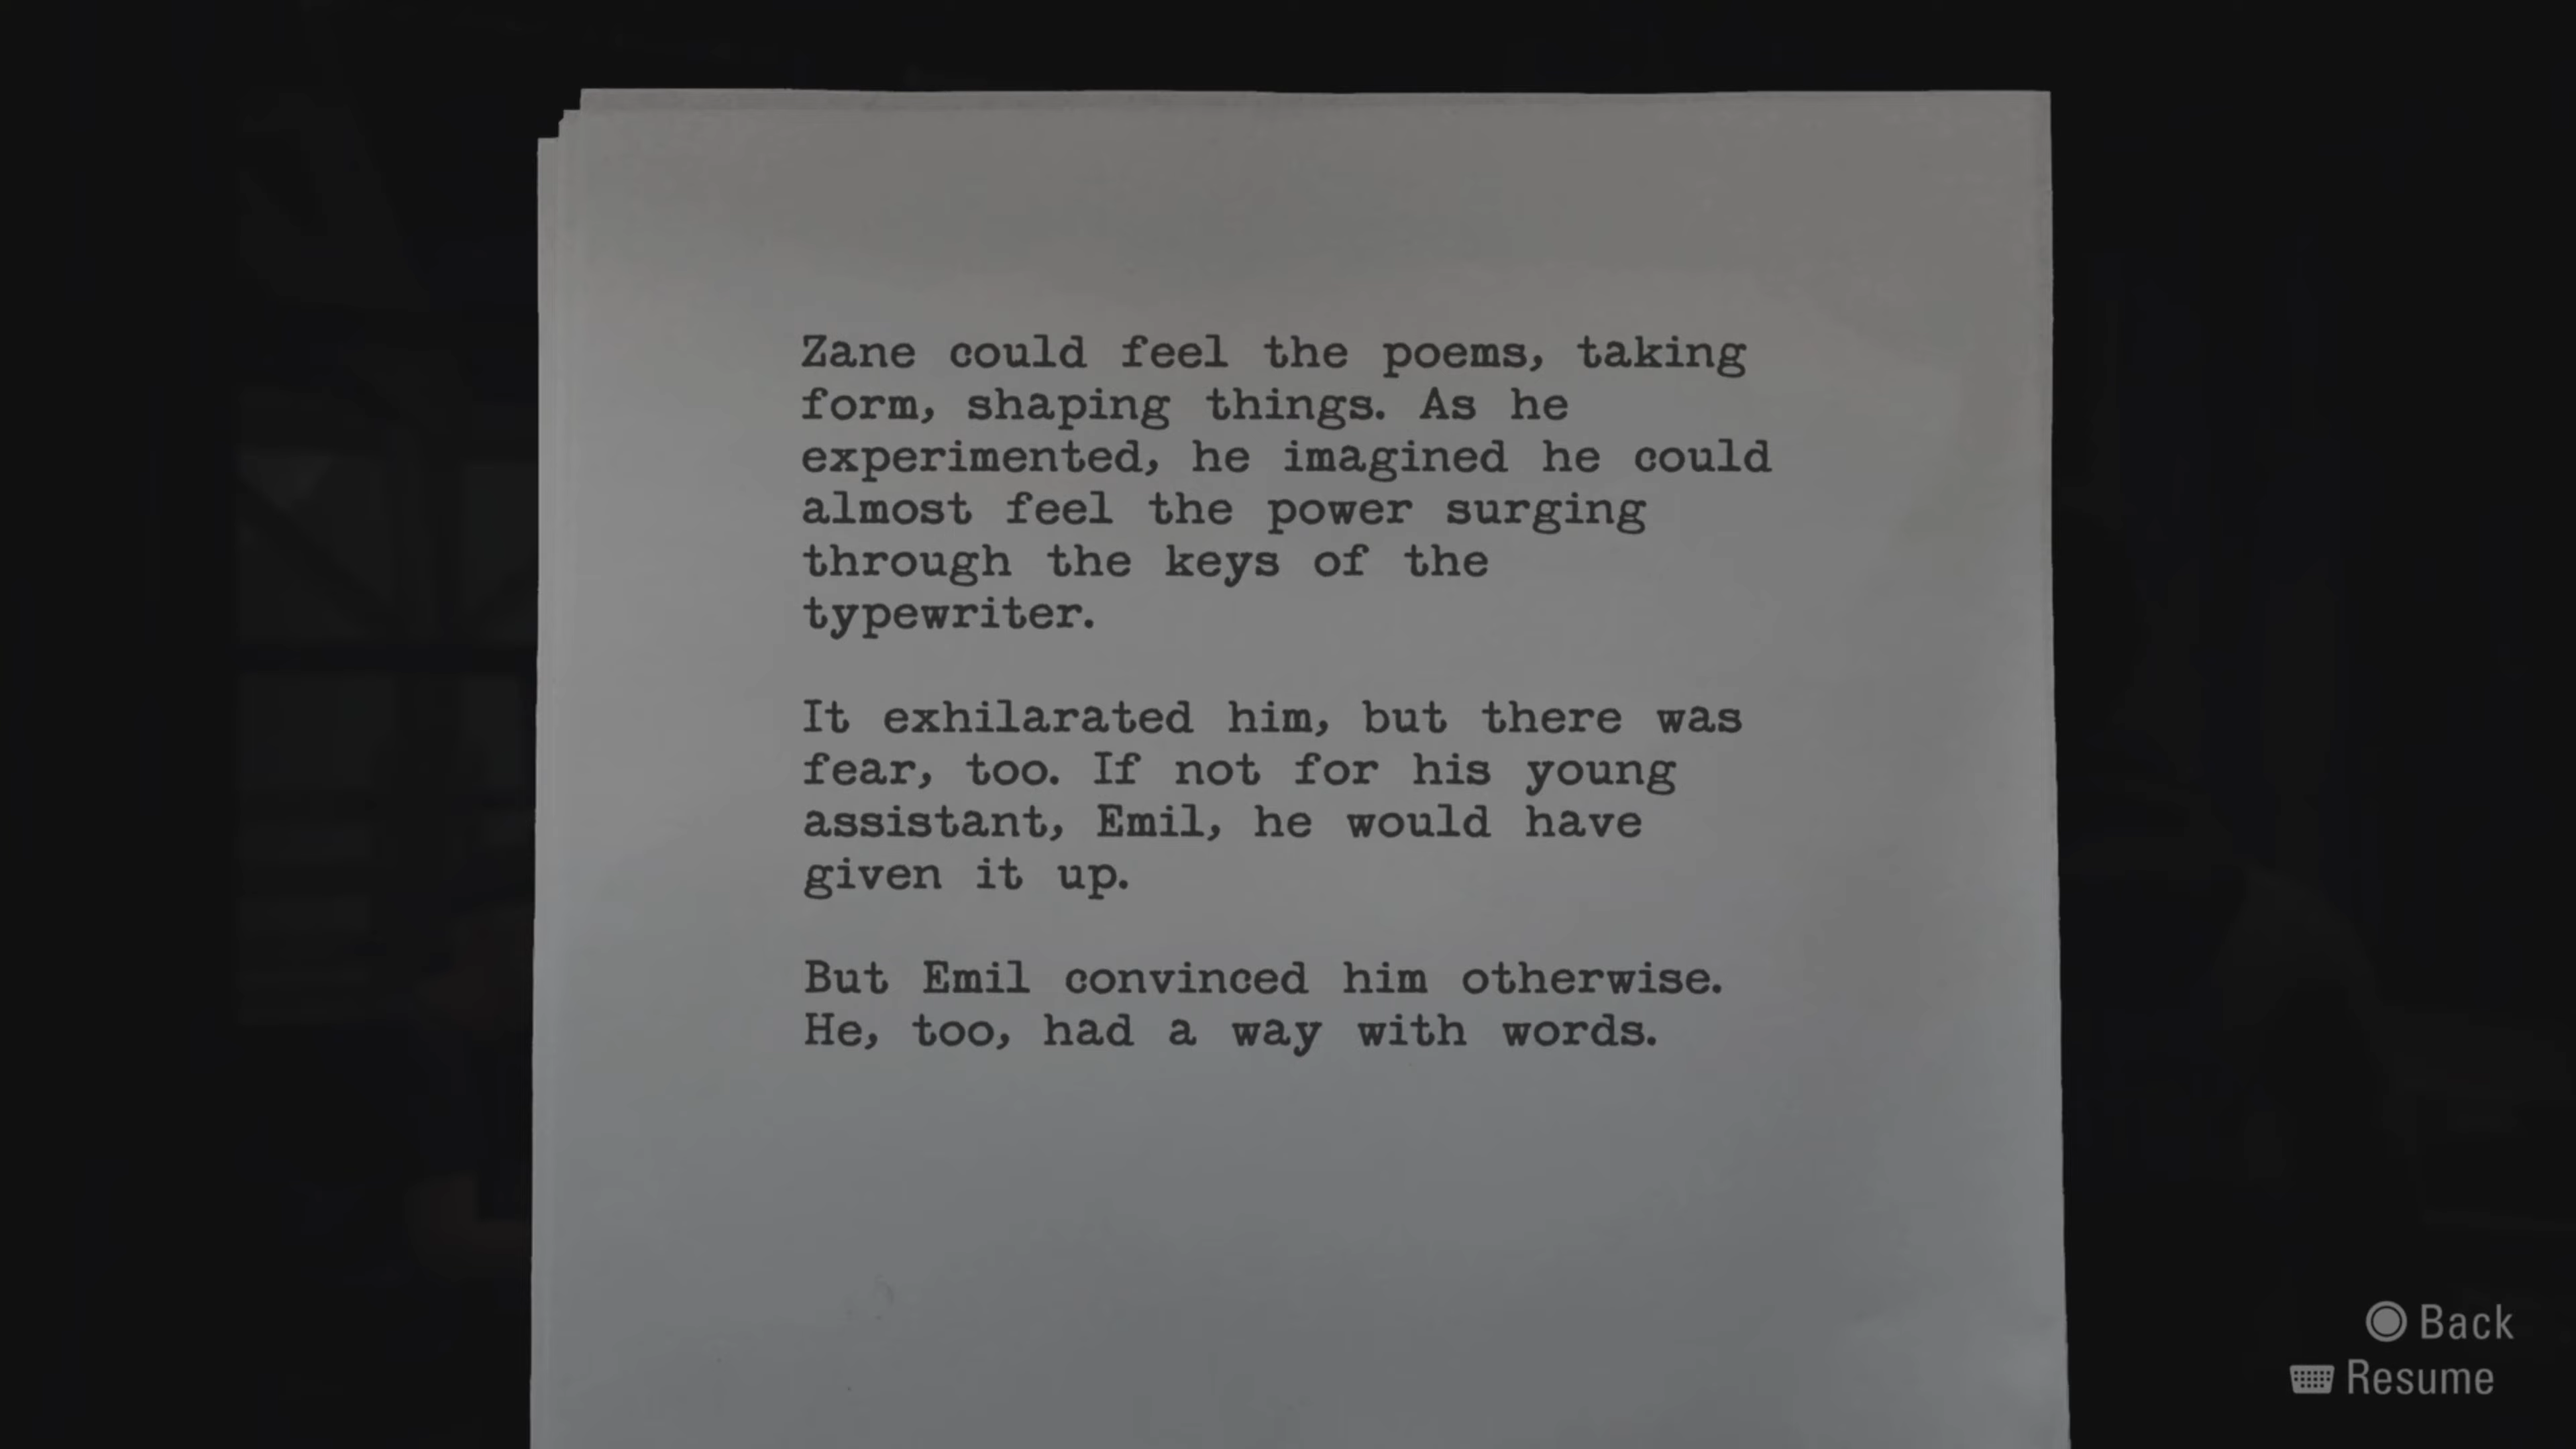 Zane could feel the poems, taking
form, shaping things. As he
experimented, he imagined he could
almost feel the power surging
through the keys of the
typewriter.
It exhilarated him, but there was
fear, too. If not for his young
assistant, Emil, he would have
given it up.
But Emil convinced him otherwise.
He, too, had a way with words.
Back
Resume